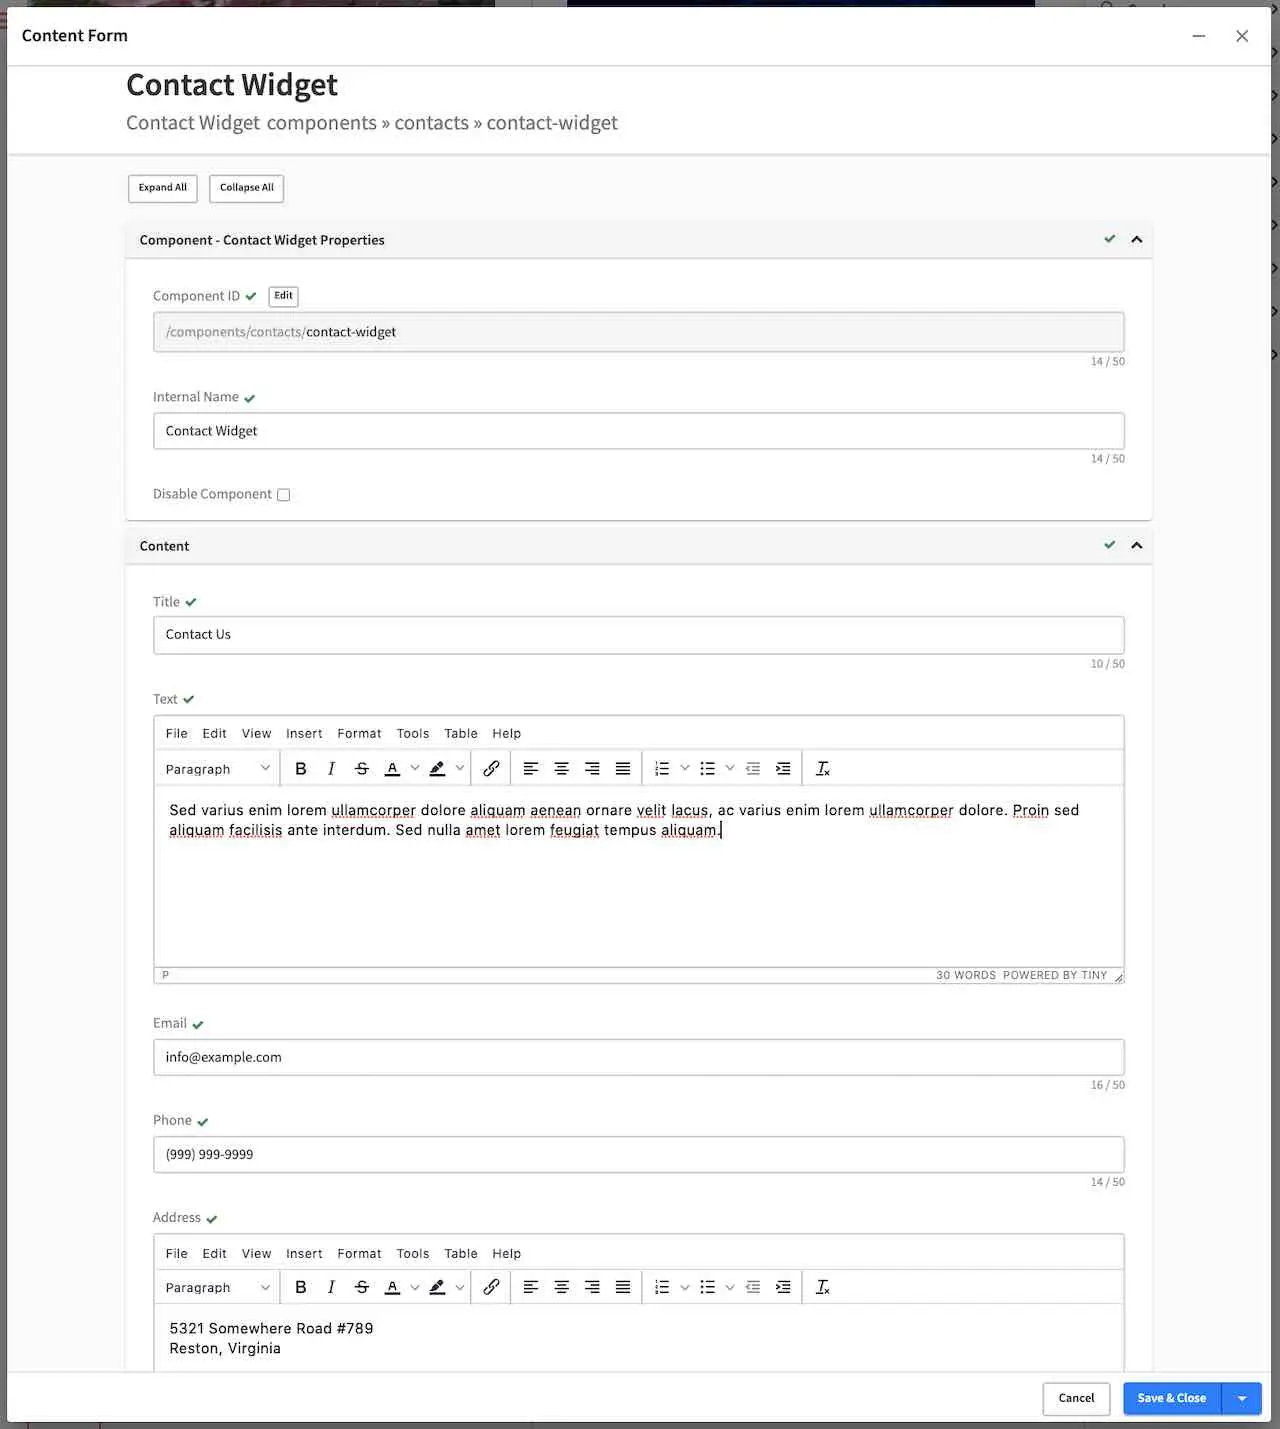 Content Form
Contact Widget
Contact Widget components » contacts » contact-widget
Expand All Collapse All
Component - Contact Widget Properties
Component ID Edit
/components/contacts/contact-widget
14 / 50
Internal Name
Contact Widget
14 / 50
Disable Component
Content
Title
Contact Us
10 / 50
Text
File Edit View Insert Format Tools Table Help
Paragraph B I S A
Sed varius enim lorem ullamcorper dolore aliquam aenean ornare velit lacus, ac varius enim lorem ullamcorper dolore. Proin sed
aliquam facilisis ante interdum. Sed nulla amet lorem feugiat tempus aliquam.
P 30 WORDS POWERED BY TINY
Email
info@example.com
16 / 50
Phone
(999) 999-9999
14 / 50
Address
File Edit View Insert Format Tools Table Help
Paragraph B I S A
5321 Somewhere Road #789
Reston, Virginia
Cancel Save & Close